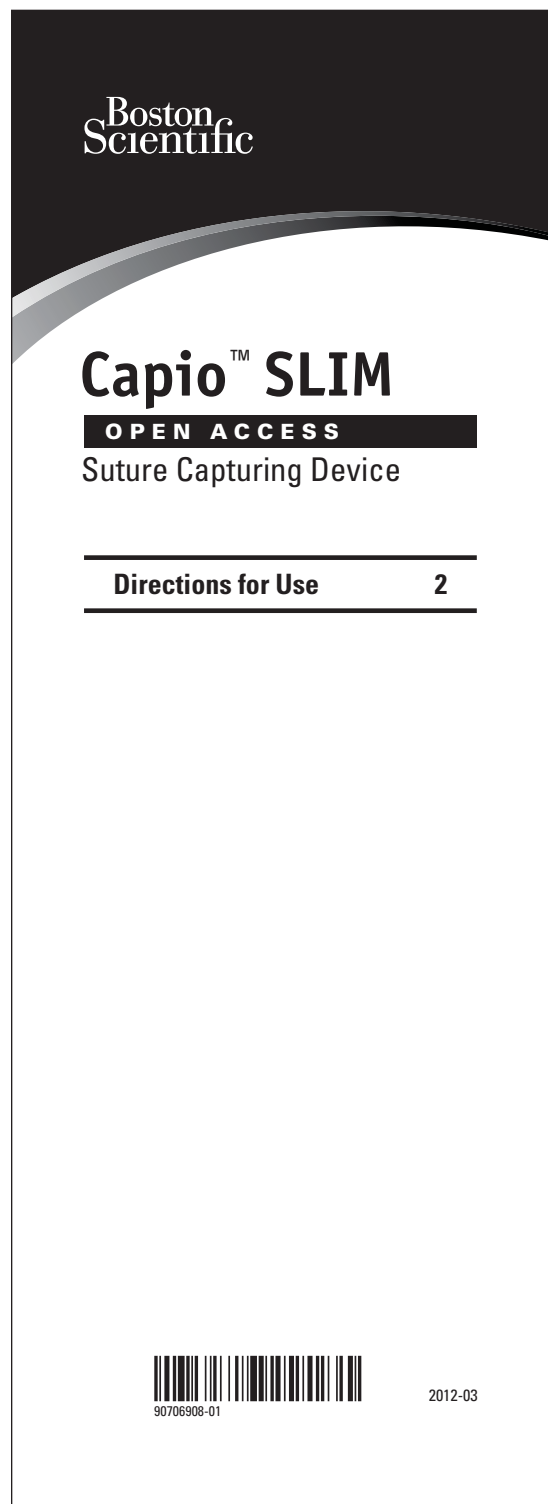 Boston
Scientific
Capio™ SLIM
OPEN ACCESS
Suture Capturing Device
Directions for Use 2
90706908-01
2012-03